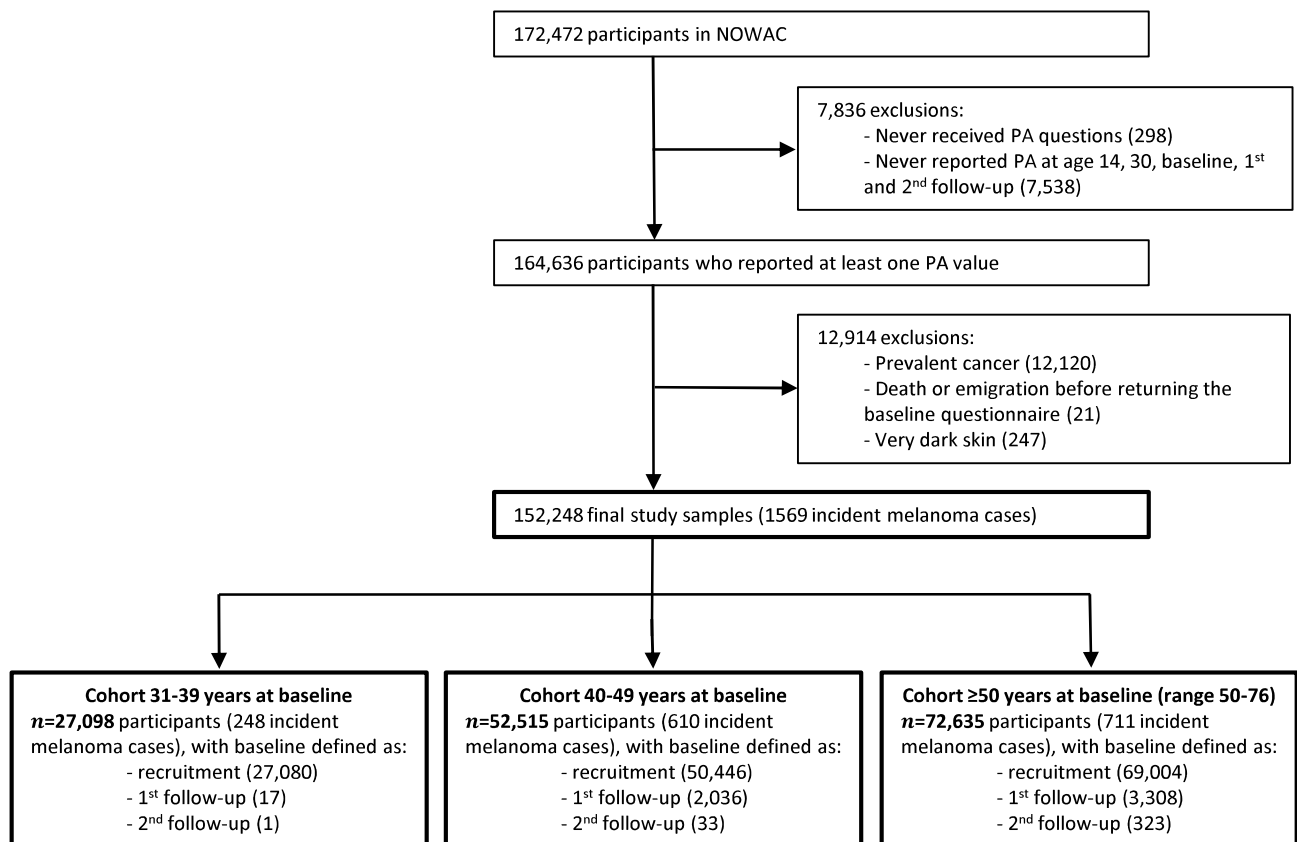 172,472 participants in NOWAC
7,836 exclusions:
- Never received PA questions (298)
- Never reported PA at age 14, 30, baseline, 1st
and 2nd follow-up (7,538)
164,636 participants who reported at least one PA value
12,914 exclusions:
- Prevalent cancer (12,120)
- Death or emigration before returning the
baseline questionnaire (21)
- Very dark skin (247)
152,248 final study samples (1569 incident melanoma cases)
Cohort 31-39 years at baseline
n=27,098 participants (248 incident
melanoma cases), with baseline defined as:
- recruitment (27,080)
- 1st follow-up (17)
- 2nd follow-up (1)
Cohort 40-49 years at baseline
n=52,515 participants (610 incident
melanoma cases), with baseline defined as:
- recruitment (50,446)
- 1st follow-up (2,036)
- 2nd follow-up (33)
Cohort ≥50 years at baseline (range 50-76)
n=72,635 participants (711 incident
melanoma cases), with baseline defined as:
- recruitment (69,004)
- 1st follow-up (3,308)
- 2nd follow-up (323)